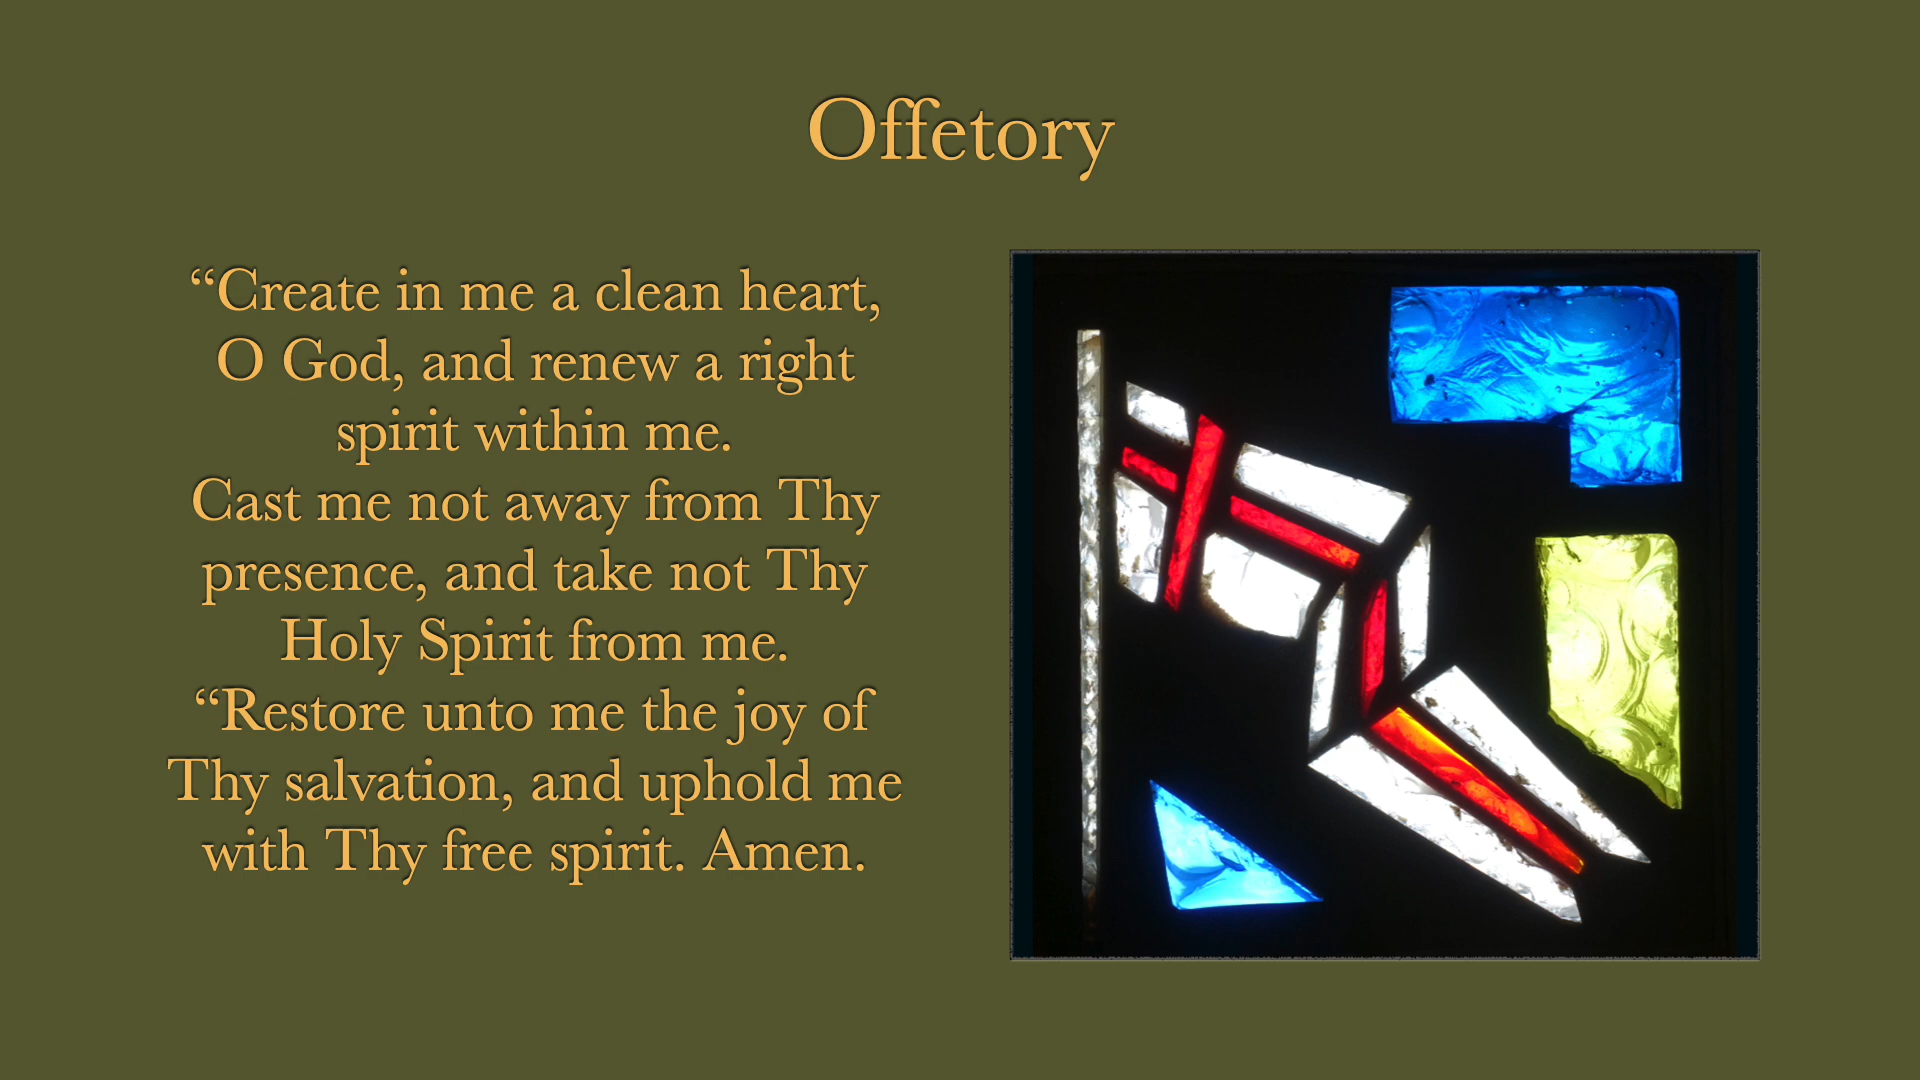 Offetory
“Create in me a clean heart,
O God, and renew a right
spirit within me.
Cast me not away from Thy
presence, and take not Thy
Holy Spirit from me.
“Restore unto me the joy of
Thy salvation, and uphold me
with Thy free spirit. Amen.